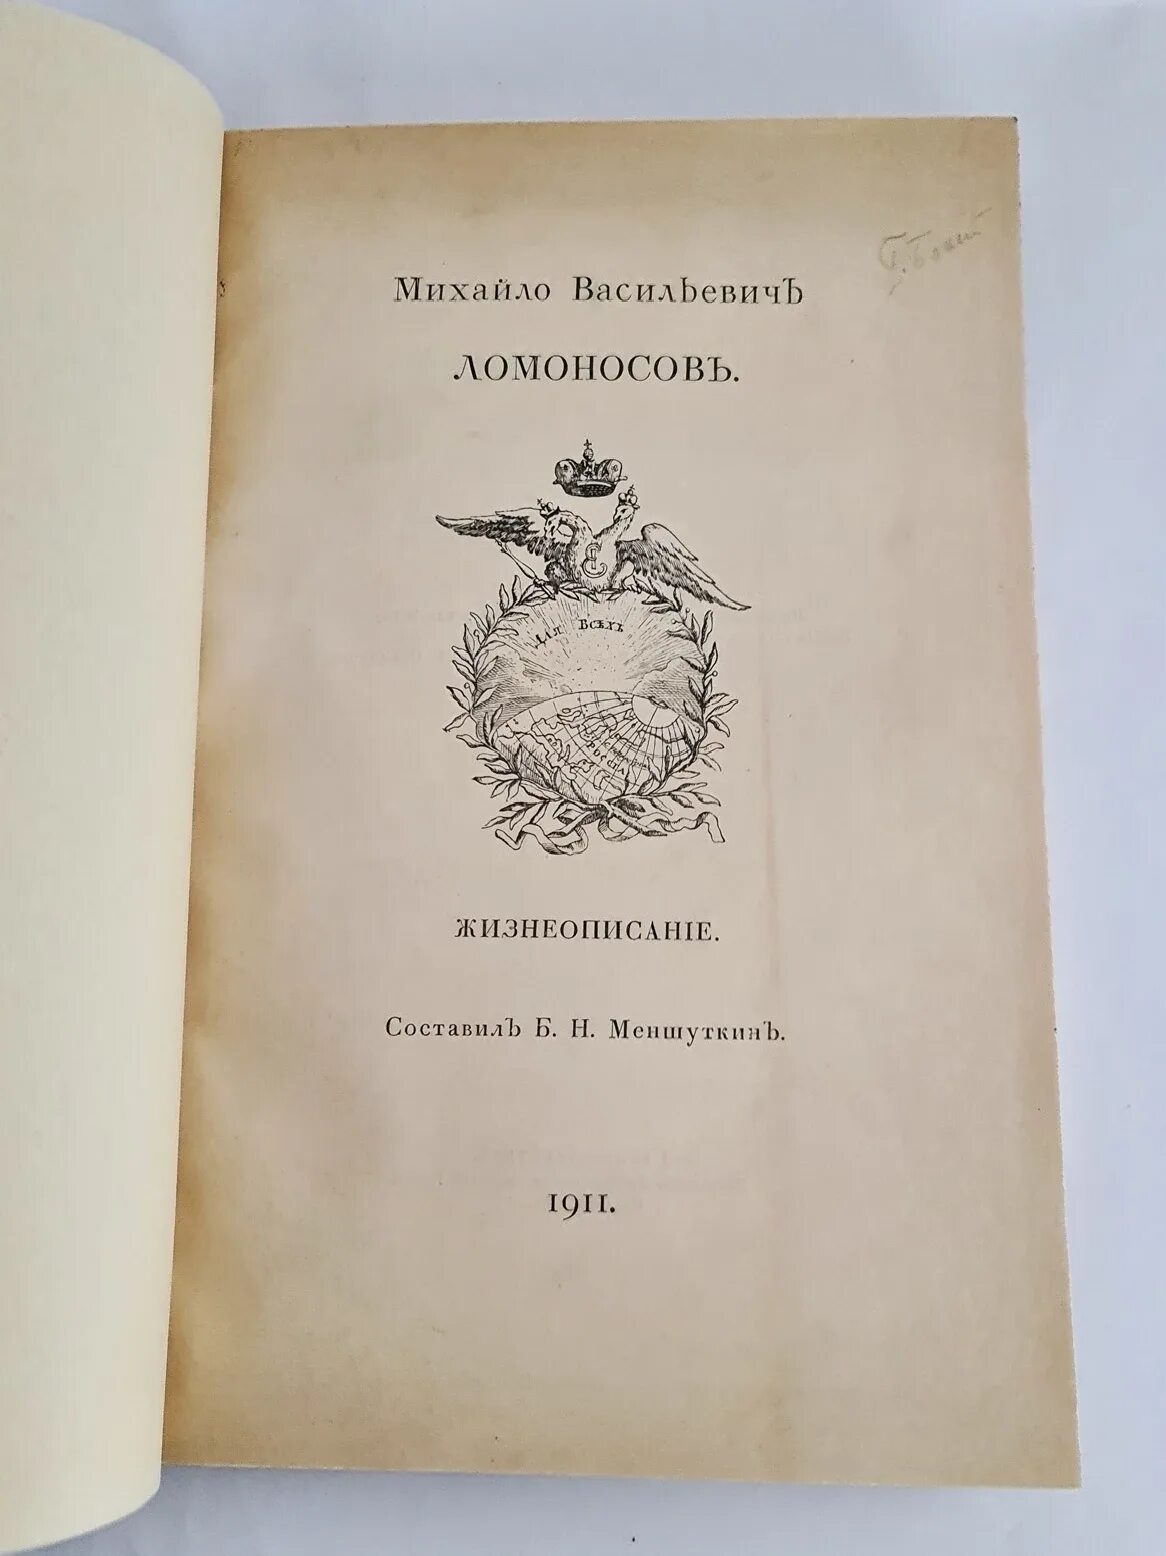 Михайло ВасильевичЪ
ЛОМОНОСОВЪ.
ДЛЯ ВСѢХЪ
ЖИЗНЕОПИСАНІЕ.
СоставилЪ Б. Н. МеншуткинЪ.
1911.